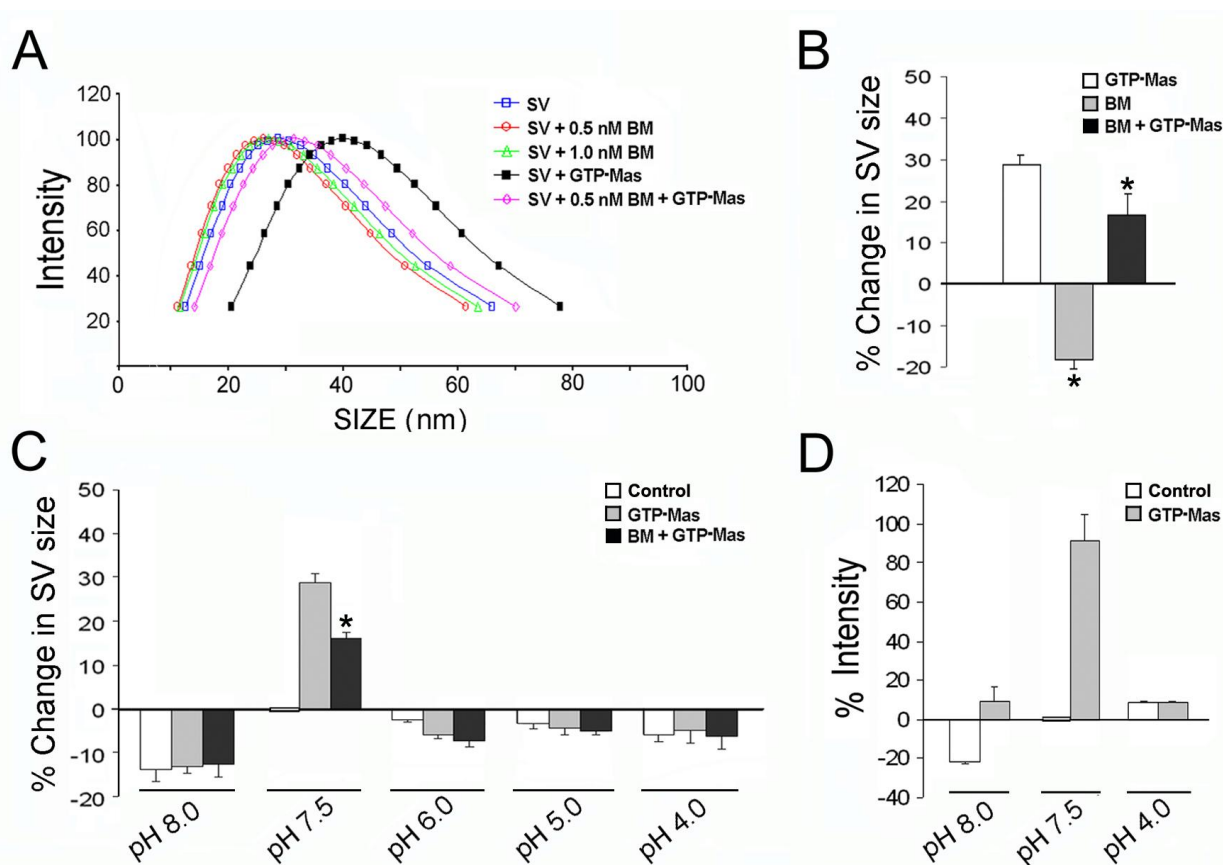 A
Intensity
120
100
80
60
40
20
0 20 40 60 80 100
SIZE (nm)
SV
SV + 0.5 nM BM
SV + 1.0 nM BM
SV + GTP-Mas
SV + 0.5 nM BM + GTP-Mas
B
% Change in SV size
50
40
30
20
10
0
-10
-20
GTP-Mas
BM
BM + GTP-Mas
*
*
C
% Change in SV size
50
40
30
20
10
0
-10
-20
Control
GTP-Mas
BM + GTP-Mas
*
pH 8.0 pH 7.5 pH 6.0 pH 5.0 pH 4.0
D
% Intensity
120
100
80
60
40
20
0
-20
-40
Control
GTP-Mas
pH 8.0 pH 7.5 pH 4.0